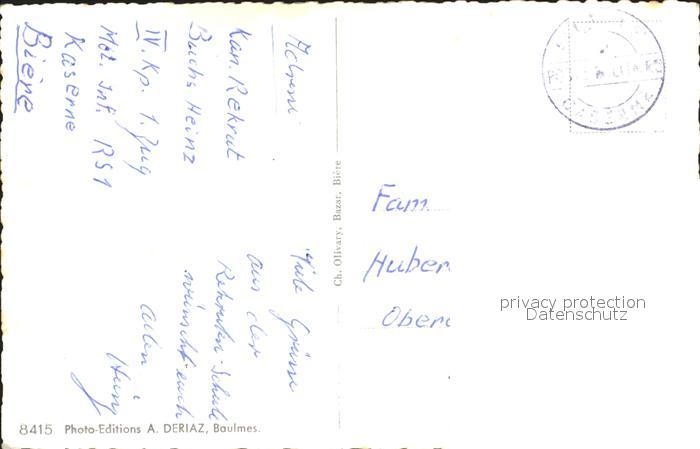 Adressi
Kan. Rekrut
Buchs Heinz
IV. Kp. 1. Zug
Mot. Inf. RS 1
Kaserne
Bière
Viele Grüsse
aus der
Rekruten-Schule
wünscht euch
allen
Ch. Olivary, Bazar, Bière
Fam.
Huber
Ober
privacy protection
Datenschutz
8415 Photo-Editions A. DERIAZ, Baulmes.